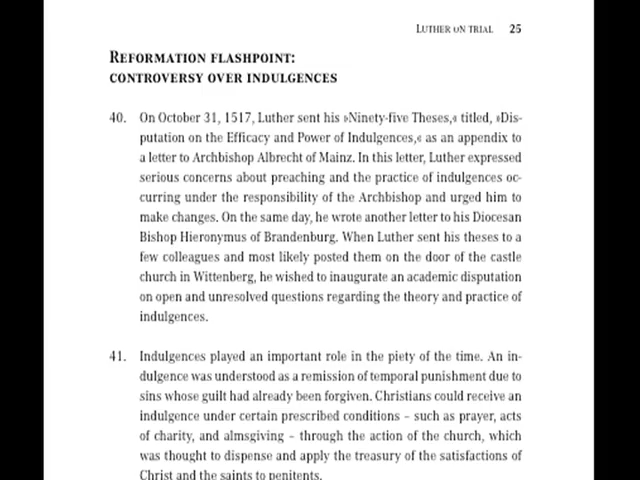 LUTHER ON TRIAL 25
REFORMATION FLASHPOINT:
CONTROVERSY OVER INDULGENCES
40. On October 31, 1517, Luther sent his »Ninety-five Theses,« titled, »Dis-
putation on the Efficacy and Power of Indulgences,« as an appendix to
a letter to Archbishop Albrecht of Mainz. In this letter, Luther expressed
serious concerns about preaching and the practice of indulgences oc-
curring under the responsibility of the Archbishop and urged him to
make changes. On the same day, he wrote another letter to his Diocesan
Bishop Hieronymus of Brandenburg. When Luther sent his theses to a
few colleagues and most likely posted them on the door of the castle
church in Wittenberg, he wished to inaugurate an academic disputation
on open and unresolved questions regarding the theory and practice of
indulgences.
41. Indulgences played an important role in the piety of the time. An in-
dulgence was understood as a remission of temporal punishment due to
sins whose guilt had already been forgiven. Christians could receive an
indulgence under certain prescribed conditions – such as prayer, acts
of charity, and almsgiving – through the action of the church, which
was thought to dispense and apply the treasury of the satisfactions of
Christ and the saints to penitents.